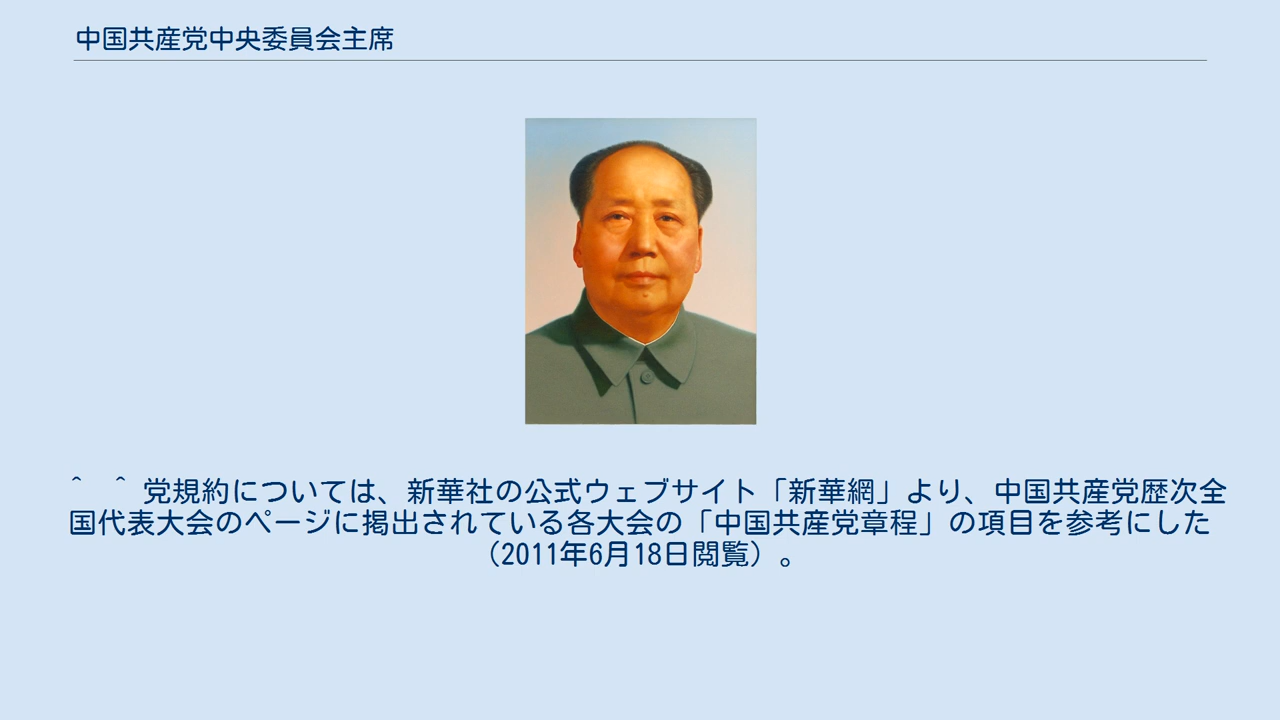 中国共産党中央委員会主席
^ ^ 党規約については、新華社の公式ウェブサイト「新華網」より、中国共産党歴次全
国代表大会のページに掲出されている各大会の「中国共産党章程」の項目を参考にした
（2011年6月18日閲覧）。